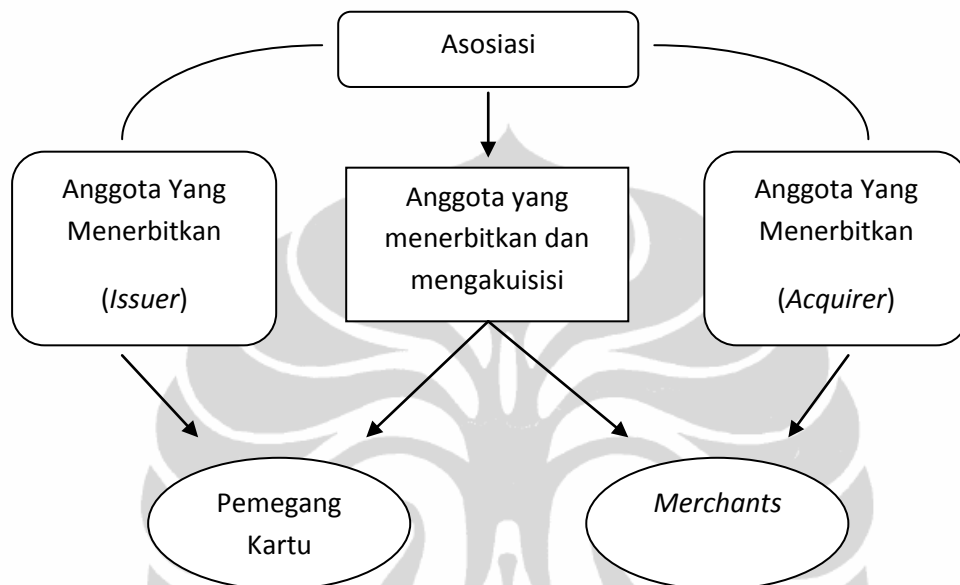 Asosiasi
Anggota Yang
Menerbitkan
(Issuer)
Anggota yang
menerbitkan dan
mengakuisisi
Anggota Yang
Menerbitkan
(Acquirer)
Pemegang
Kartu
Merchants